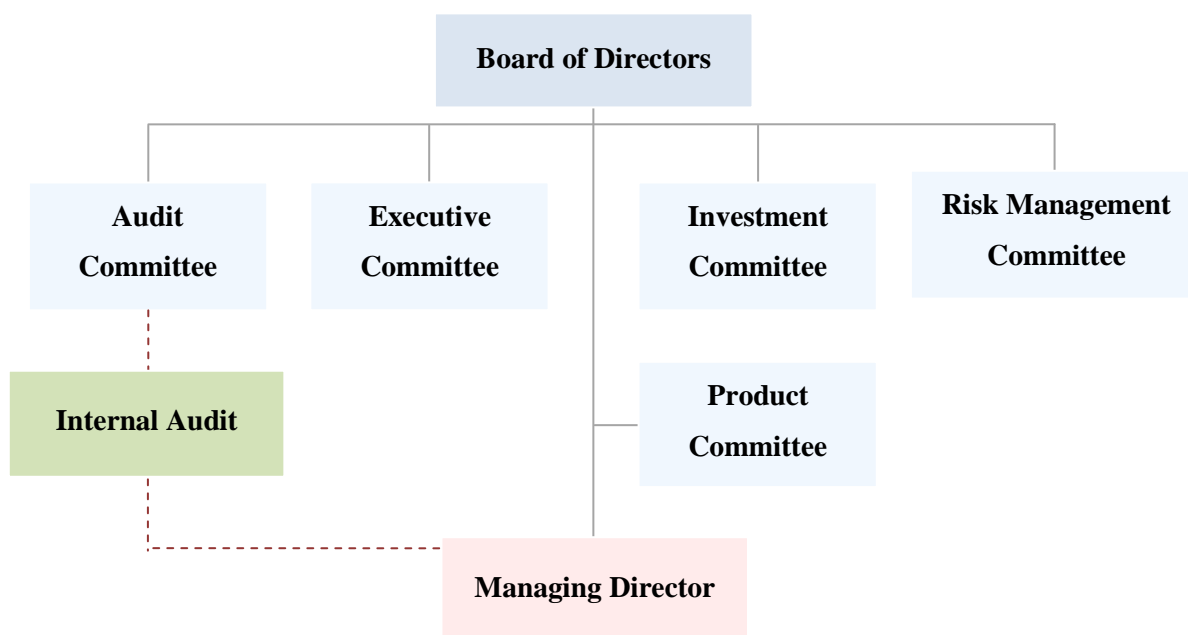 Board of Directors
Audit
Committee
Executive
Committee
Investment
Committee
Risk Management
Committee
Internal Audit
Product
Committee
Managing Director